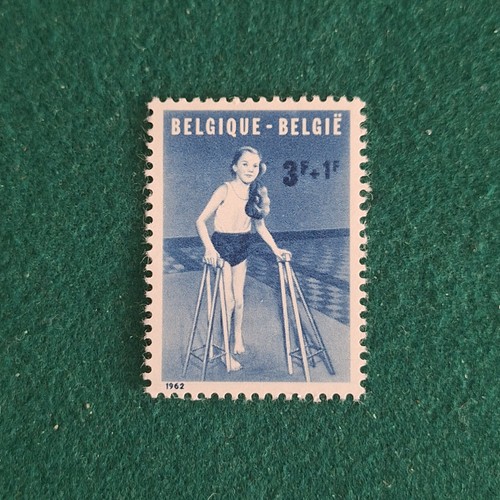 BELGIQUE - BELGIË
3F+1F
1962